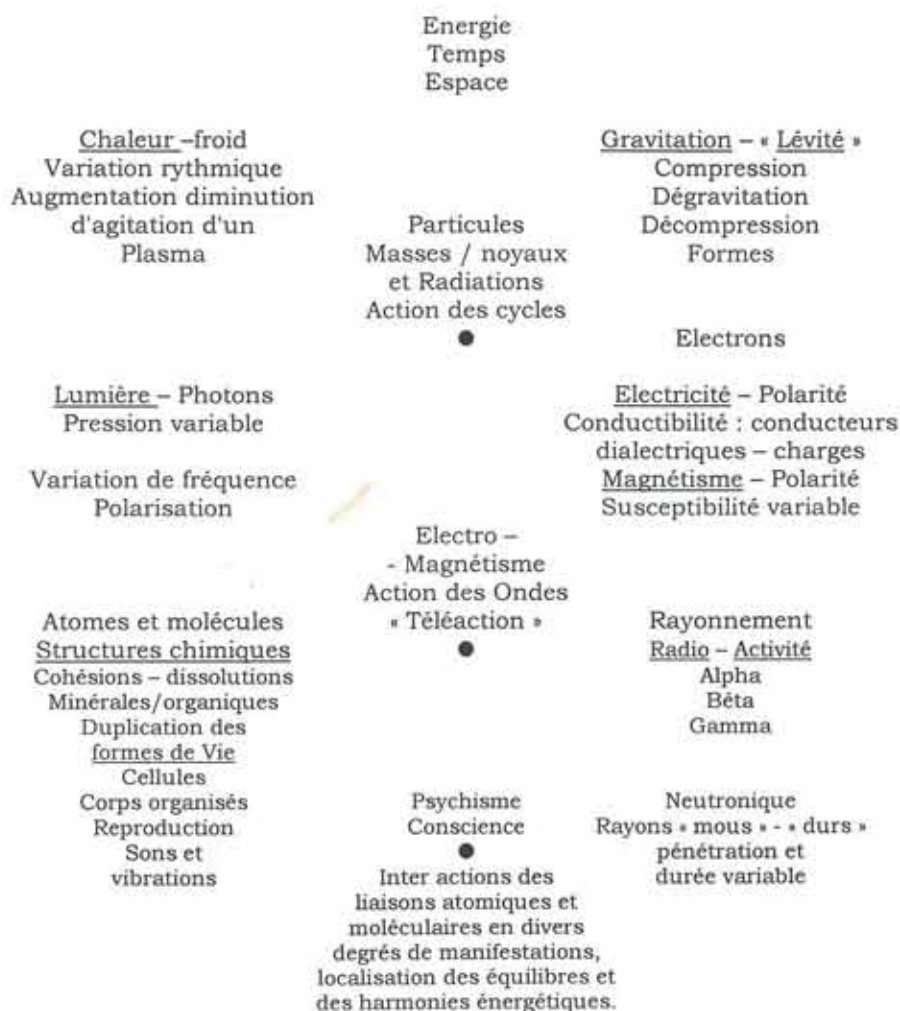 Energie
Temps
Espace
Chaleur –froid
Variation rythmique
Augmentation diminution
d'agitation d'un
Plasma
Gravitation – « Lévité »
Compression
Dégravitation
Décompression
Formes
Particules
Masses / noyaux
et Radiations
Action des cycles
Electrons
Lumière – Photons
Pression variable
Variation de fréquence
Polarisation
Electricité – Polarité
Conductibilité : conducteurs
dialectriques – charges
Magnétisme – Polarité
Susceptibilité variable
Electro –
- Magnétisme
Action des Ondes
« Téléaction »
Atomes et molécules
Structures chimiques
Cohésions – dissolutions
Minérales/organiques
Duplication des
formes de Vie
Cellules
Corps organisés
Reproduction
Sons et
vibrations
Rayonnement
Radio – Activité
Alpha
Bêta
Gamma
Psychisme
Conscience
Neutronique
Rayons « mous » - « durs »
pénétration et
durée variable
Inter actions des
liaisons atomiques et
moléculaires en divers
degrés de manifestations,
localisation des équilibres et
des harmonies énergétiques.